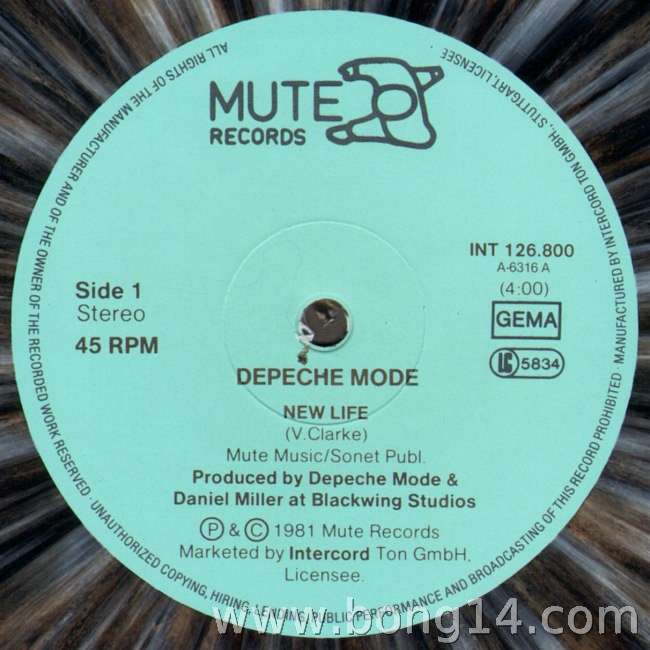 MUTE
RECORDS
INT 126.800
A-6316 A
(4:00)
GEMA
LC 5834
Side 1
Stereo
45 RPM
DEPECHE MODE
NEW LIFE
(V.Clarke)
Mute Music/Sonet Publ.
Produced by Depeche Mode &
Daniel Miller at Blackwing Studios
Ⓟ & © 1981 Mute Records
Marketed by Intercord Ton GmbH,
Licensee.
ALL RIGHTS OF THE MANUFACTURER AND OF THE OWNER OF THE RECORDED WORK RESERVED · UNAUTHORIZED COPYING, HIRING, LENDING, PUBLIC PERFORMANCE AND BROADCASTING OF THIS RECORD PROHIBITED · MANUFACTURED BY INTERCORD TON GMBH, STUTTGART, LICENSEE
www.bong14.com